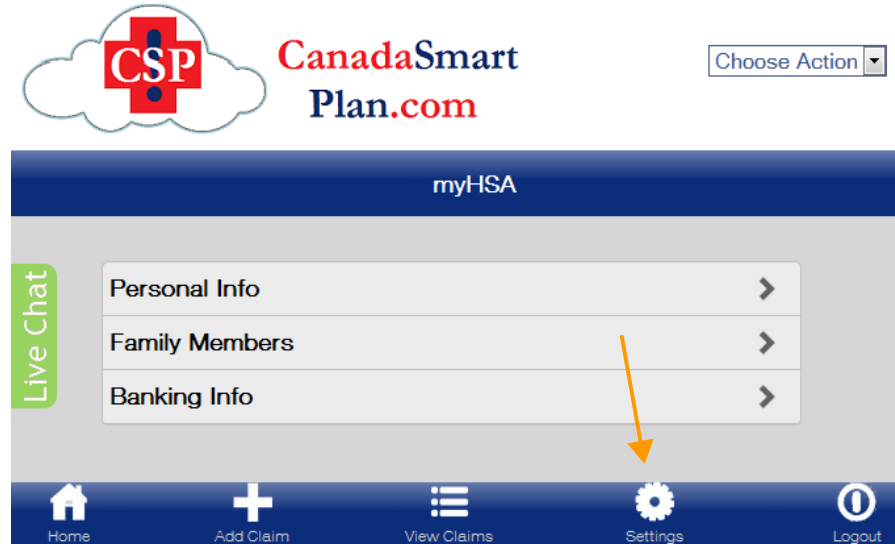 CSP
CanadaSmart
Plan.com
Choose Action
myHSA
Live Chat
Personal Info
Family Members
Banking Info
Home
Add Claim
View Claims
Settings
Logout